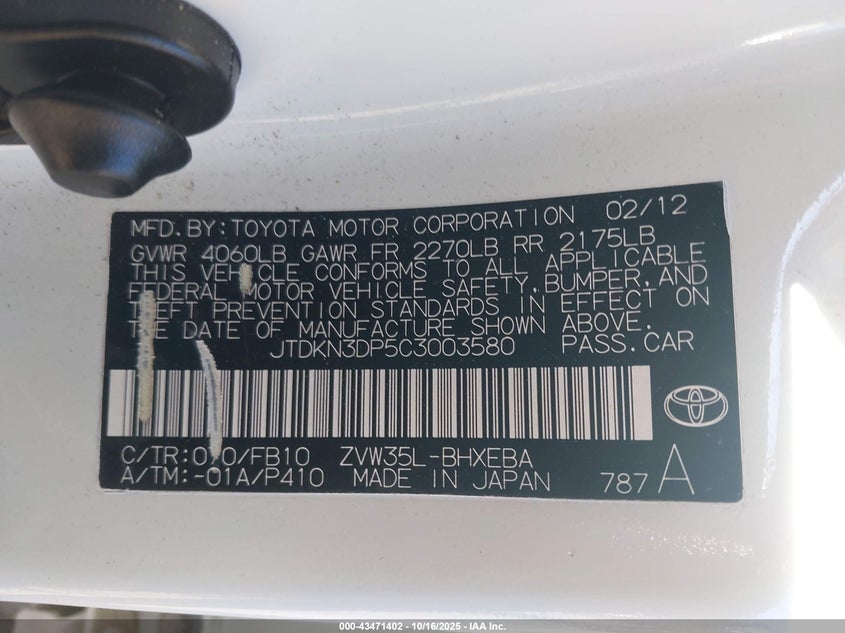 MFD. BY: TOYOTA MOTOR CORPORATION 02/12
GVWR 4060LB GAWR FR 2270LB RR 2175LB
THIS VEHICLE CONFORMS TO ALL APPLICABLE
FEDERAL MOTOR VEHICLE SAFETY, BUMPER, AND
THEFT PREVENTION STANDARDS IN EFFECT ON
THE DATE OF MANUFACTURE SHOWN ABOVE.
JTDKN3DP5C3003580 PASS. CAR
C/TR: 070/FB10 ZVW35L-BHXEBA
A/TM: -01A/P410 MADE IN JAPAN 787 A
000-43471402 | 10/16/2025 - IAA Inc.